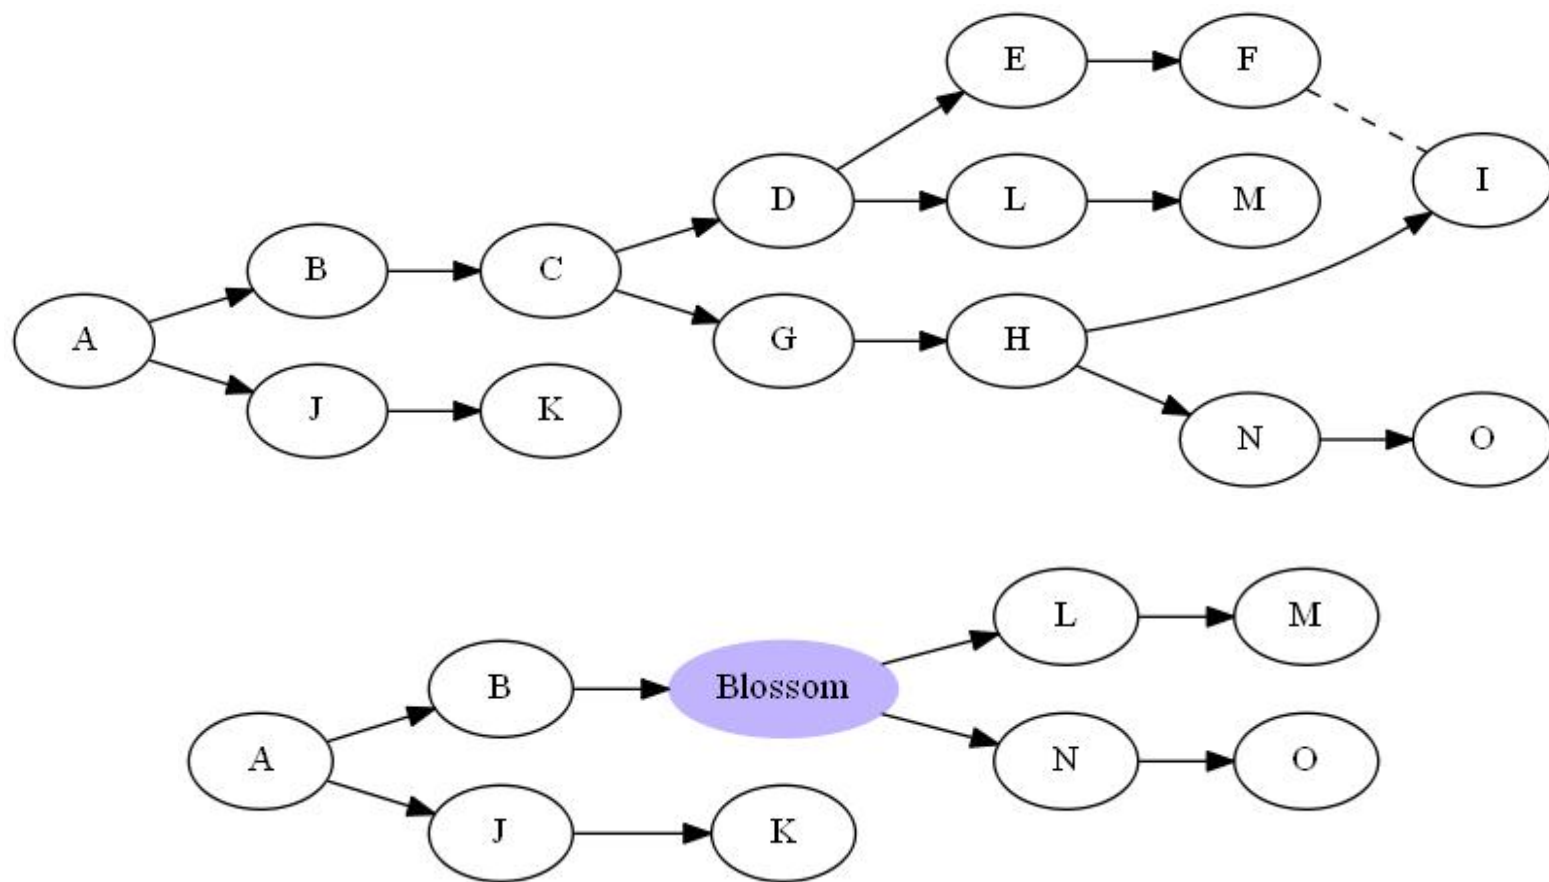 E F
I
D L M
B C
A G H
J K
N O
L M
B Blossom
A N O
J K